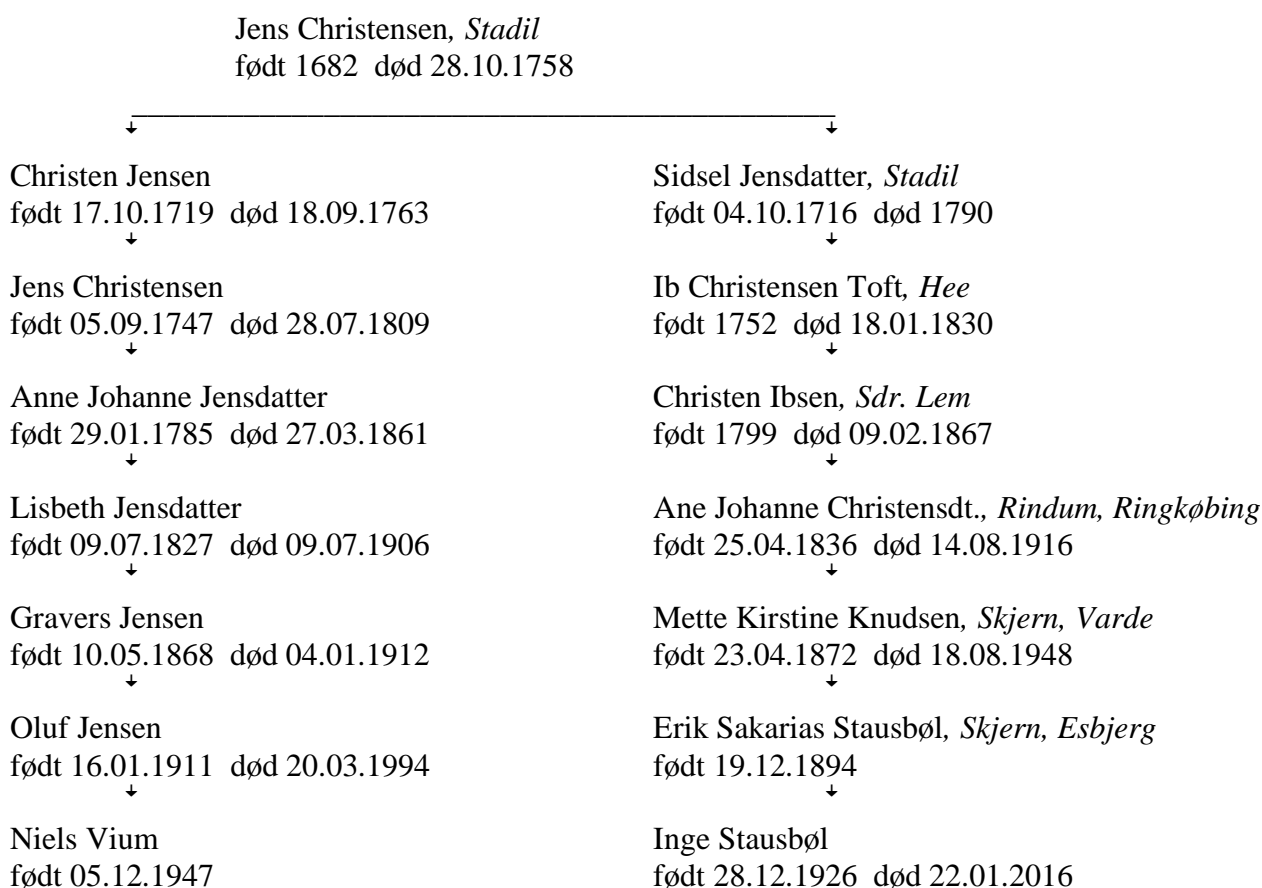 Jens Christensen, Stadil
født 1682 død 28.10.1758
Christen Jensen
født 17.10.1719 død 18.09.1763
Sidsel Jensdatter, Stadil
født 04.10.1716 død 1790
Jens Christensen
født 05.09.1747 død 28.07.1809
Ib Christensen Toft, Hee
født 1752 død 18.01.1830
Anne Johanne Jensdatter
født 29.01.1785 død 27.03.1861
Christen Ibsen, Sdr. Lem
født 1799 død 09.02.1867
Lisbeth Jensdatter
født 09.07.1827 død 09.07.1906
Ane Johanne Christensdt., Rindum, Ringkøbing
født 25.04.1836 død 14.08.1916
Gravers Jensen
født 10.05.1868 død 04.01.1912
Mette Kirstine Knudsen, Skjern, Varde
født 23.04.1872 død 18.08.1948
Oluf Jensen
født 16.01.1911 død 20.03.1994
Erik Sakarias Stausbøl, Skjern, Esbjerg
født 19.12.1894
Niels Vium
født 05.12.1947
Inge Stausbøl
født 28.12.1926 død 22.01.2016